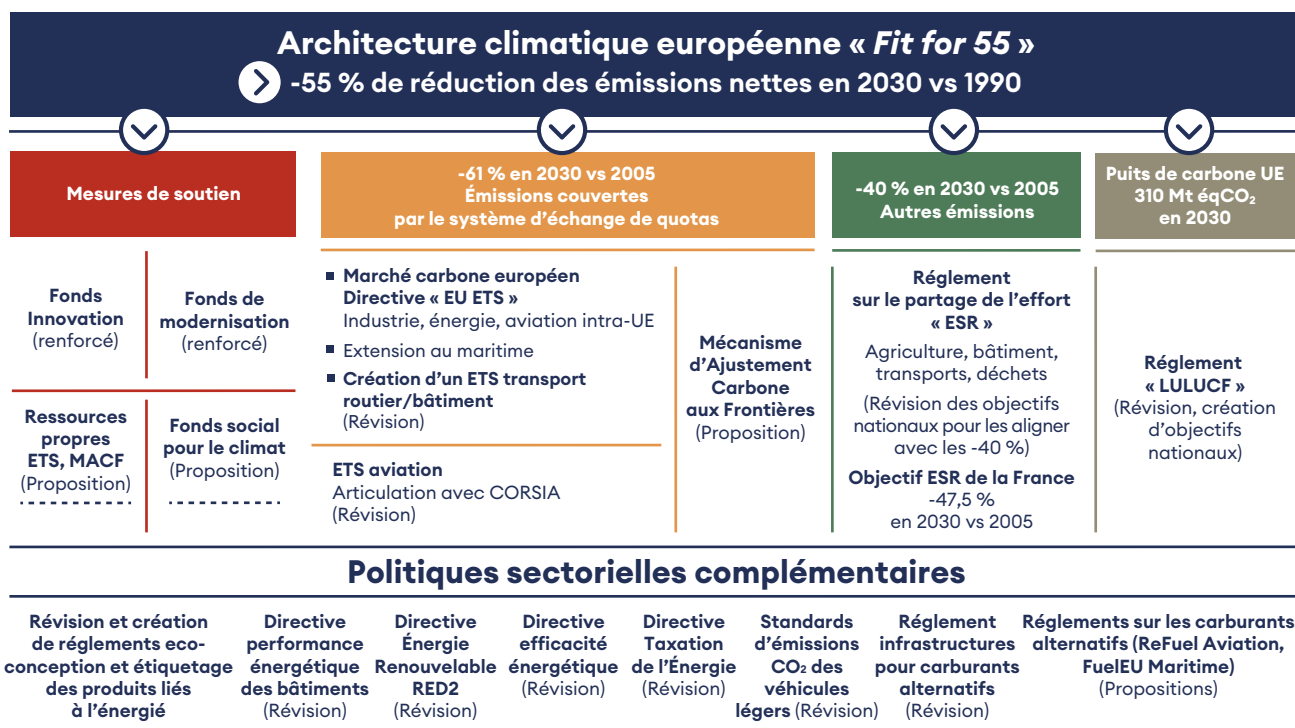 Architecture climatique européenne « Fit for 55 »
-55 % de réduction des émissions nettes en 2030 vs 1990
Mesures de soutien
Fonds
Innovation
(renforcé)
Fonds de
modernisation
(renforcé)
Ressources
propres
ETS, MACF
(Proposition)
Fonds social
pour le climat
(Proposition)
-61 % en 2030 vs 2005
Émissions couvertes
par le système d’échange de quotas
Marché carbone européen
Directive « EU ETS »
Industrie, énergie, aviation intra-UE
Extension au maritime
Création d’un ETS transport
routier/bâtiment
(Révision)
ETS aviation
Articulation avec CORSIA
(Révision)
Mécanisme
d’Ajustement
Carbone
aux Frontières
(Proposition)
-40 % en 2030 vs 2005
Autres émissions
Réglement
sur le partage de l’effort
« ESR »
Agriculture, bâtiment,
transports, déchets
(Révision des objectifs
nationaux pour les aligner
avec les -40 %)
Objectif ESR de la France
-47,5 %
en 2030 vs 2005
Puits de carbone UE
310 Mt éqCO₂
en 2030
Réglement
« LULUCF »
(Révision, création
d’objectifs
nationaux)
Politiques sectorielles complémentaires
Révision et création
de réglements eco-
conception et étiquetage
des produits liés
à l’énergié
Directive
performance
énergétique
des bâtiments
(Révision)
Directive
Énergie
Renouvelable
RED2
(Révision)
Directive
efficacité
énergétique
(Révision)
Directive
Taxation
de l’Énergie
(Révision)
Standards
d’émissions
CO₂ des
véhicules
légers (Révision)
Réglement
infrastructures
pour carburants
alternatifs
(Révision)
Réglements sur les carburants
alternatifs (ReFuel Aviation,
FuelEU Maritime)
(Propositions)